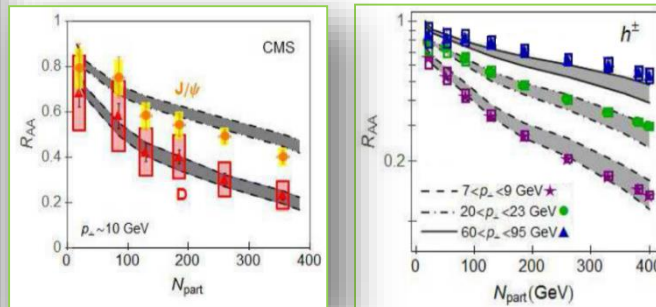 CMS
J/ψ
D
p⊥~10 GeV
R_AA
1
0.8
0.6
0.4
0.2
0
0 100 200 300 400
N_part
h±
R_AA
1
0.2
7<p⊥<9 GeV
20<p⊥<23 GeV
60<p⊥<95 GeV
0 100 200 300 400
N_part(GeV)